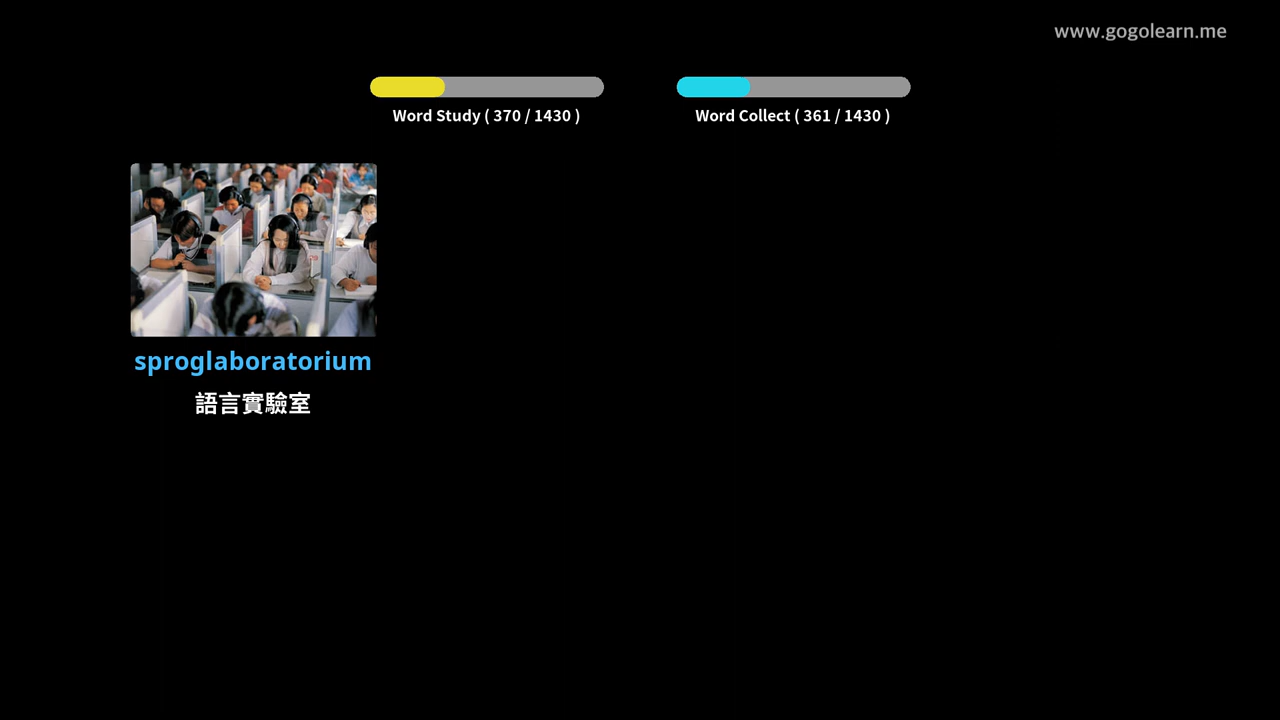 www.gogolearn.me
Word Study ( 370 / 1430 )
Word Collect ( 361 / 1430 )
sproglaboratorium
語言實驗室